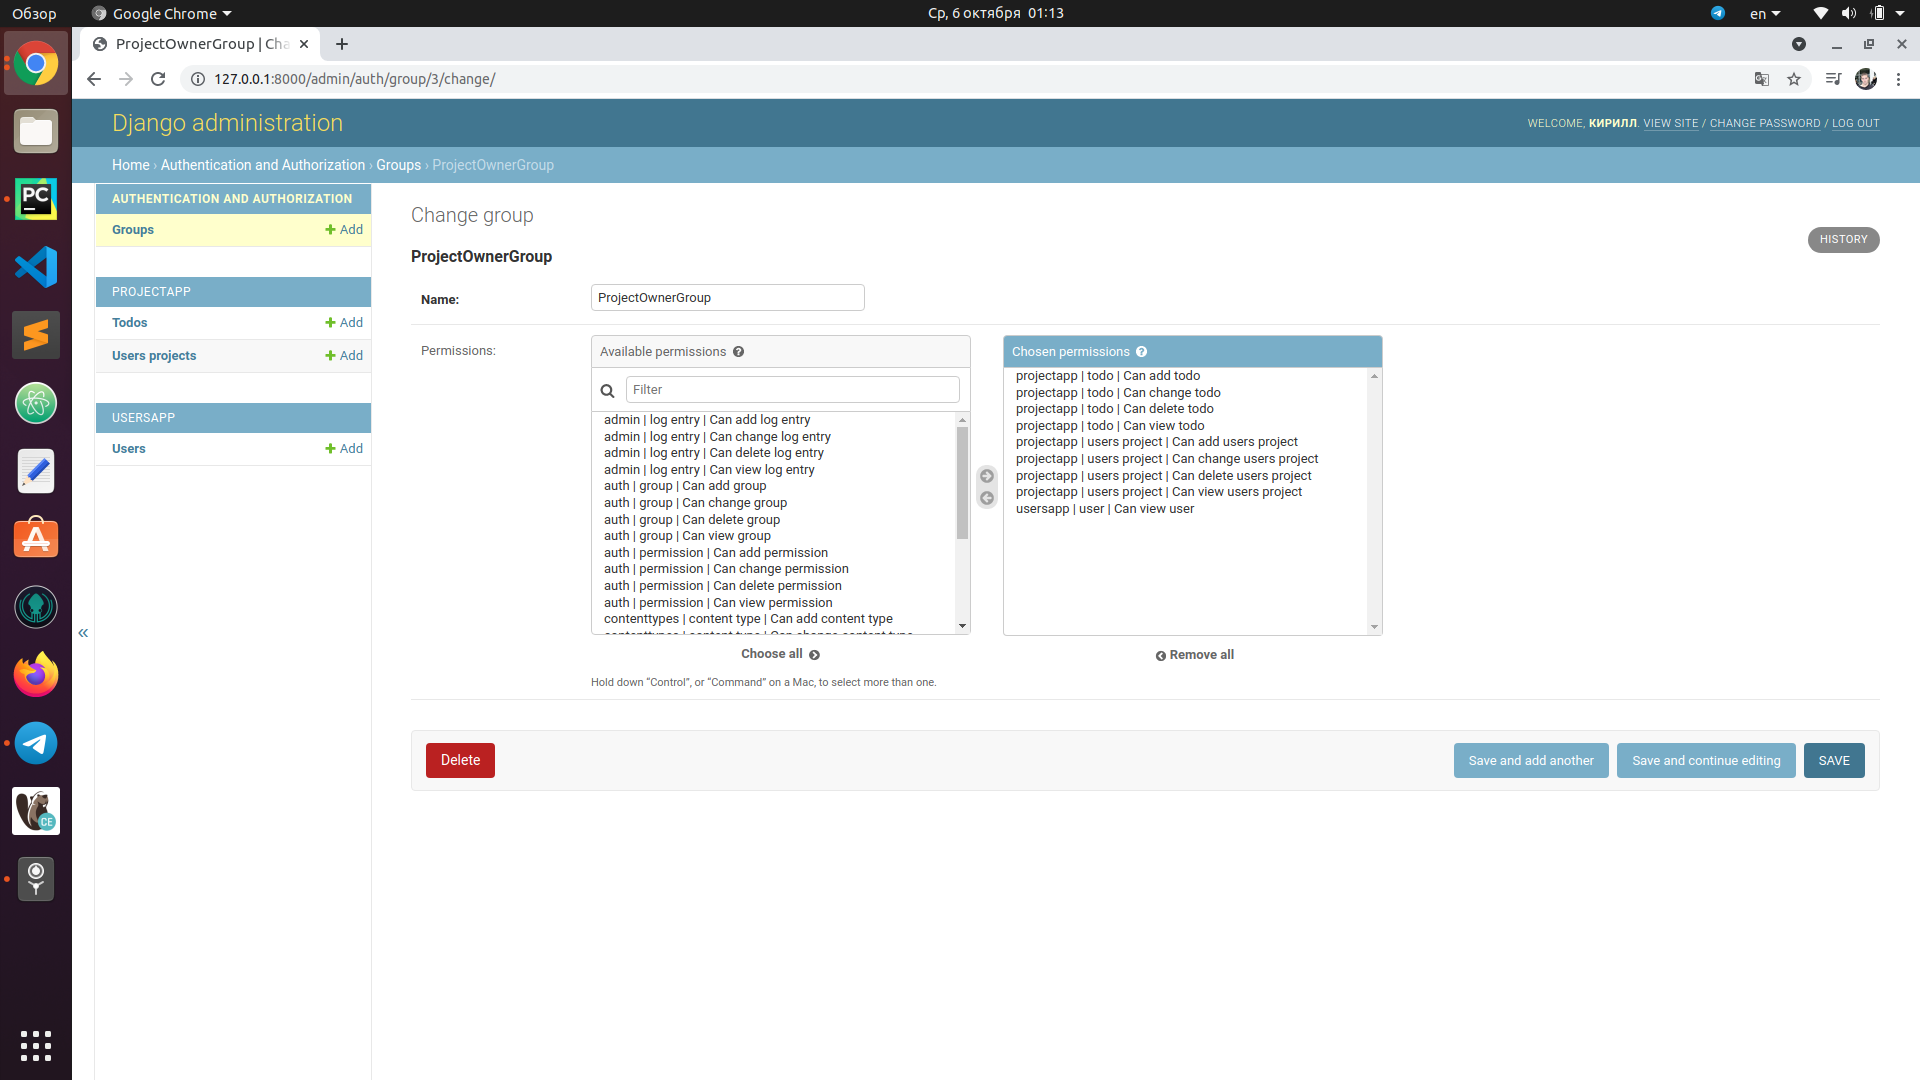 Обзор
Google Chrome
Ср, 6 октября 01:13
en
ProjectOwnerGroup | Cha
127.0.0.1:8000/admin/auth/group/3/change/
Django administration
WELCOME, КИРИЛЛ. VIEW SITE / CHANGE PASSWORD / LOG OUT
Home › Authentication and Authorization › Groups › ProjectOwnerGroup
AUTHENTICATION AND AUTHORIZATION
Groups
Add
PROJECTAPP
Todos
Add
Users projects
Add
USERSAPP
Users
Add
«
Change group
HISTORY
ProjectOwnerGroup
Name:
ProjectOwnerGroup
Permissions:
Available permissions
Filter
admin | log entry | Can add log entry
admin | log entry | Can change log entry
admin | log entry | Can delete log entry
admin | log entry | Can view log entry
auth | group | Can add group
auth | group | Can change group
auth | group | Can delete group
auth | group | Can view group
auth | permission | Can add permission
auth | permission | Can change permission
auth | permission | Can delete permission
auth | permission | Can view permission
contenttypes | content type | Can add content type
contenttypes | content type | Can change content type
Choose all
Chosen permissions
projectapp | todo | Can add todo
projectapp | todo | Can change todo
projectapp | todo | Can delete todo
projectapp | todo | Can view todo
projectapp | users project | Can add users project
projectapp | users project | Can change users project
projectapp | users project | Can delete users project
projectapp | users project | Can view users project
usersapp | user | Can view user
Remove all
Hold down “Control”, or “Command” on a Mac, to select more than one.
Delete
Save and add another
Save and continue editing
SAVE
PC
CE